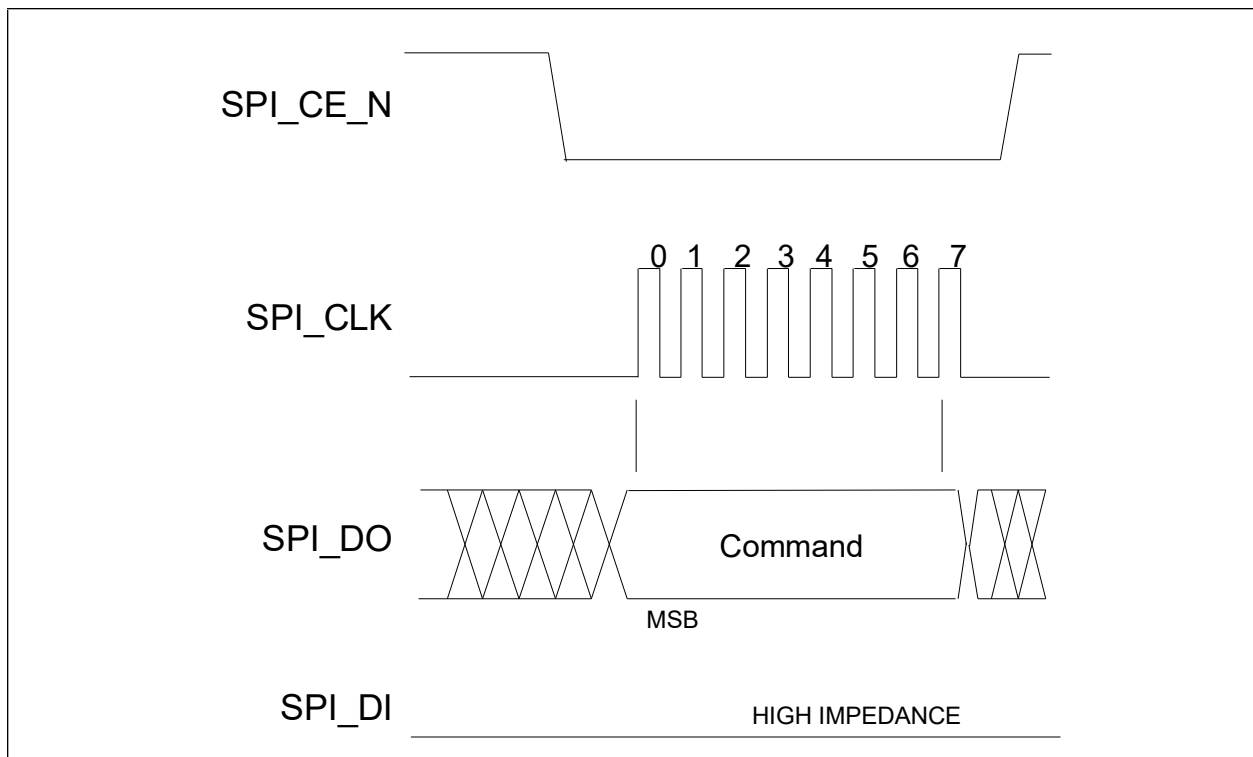 SPI_CE_N
0 1 2 3 4 5 6 7
SPI_CLK
SPI_DO
Command
MSB
SPI_DI
HIGH IMPEDANCE